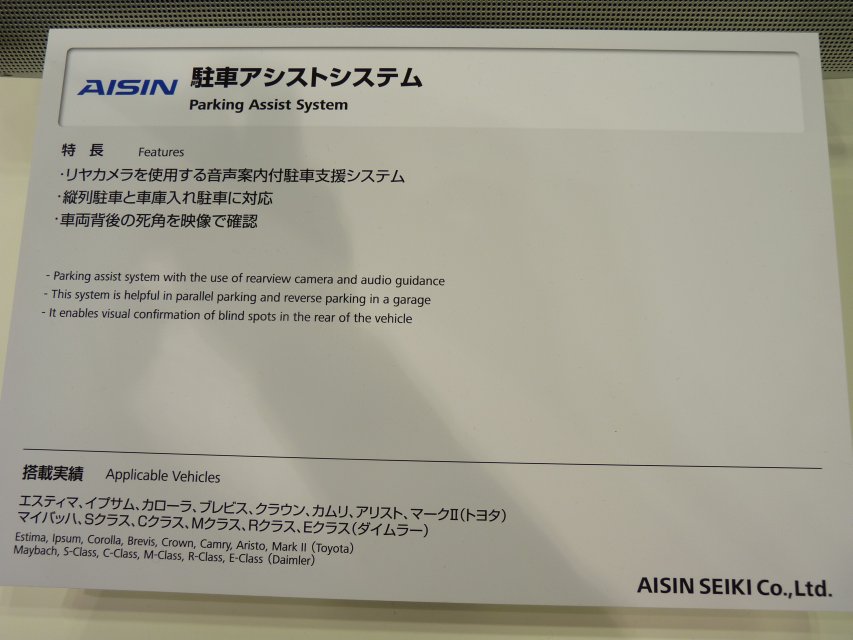 AISIN 駐車アシストシステム
Parking Assist System
特 長 Features
・リヤカメラを使用する音声案内付駐車支援システム
・縦列駐車と車庫入れ駐車に対応
・車両背後の死角を映像で確認
- Parking assist system with the use of rearview camera and audio guidance
- This system is helpful in parallel parking and reverse parking in a garage
- It enables visual confirmation of blind spots in the rear of the vehicle
搭載実績 Applicable Vehicles
エスティマ、イプサム、カローラ、ブレビス、クラウン、カムリ、アリスト、マークⅡ(トヨタ)
マイバッハ、Sクラス、Cクラス、Mクラス、Rクラス、Eクラス(ダイムラー)
Estima, Ipsum, Corolla, Brevis, Crown, Camry, Aristo, Mark II (Toyota)
Maybach, S-Class, C-Class, M-Class, R-Class, E-Class (Daimler)
AISIN SEIKI Co.,Ltd.